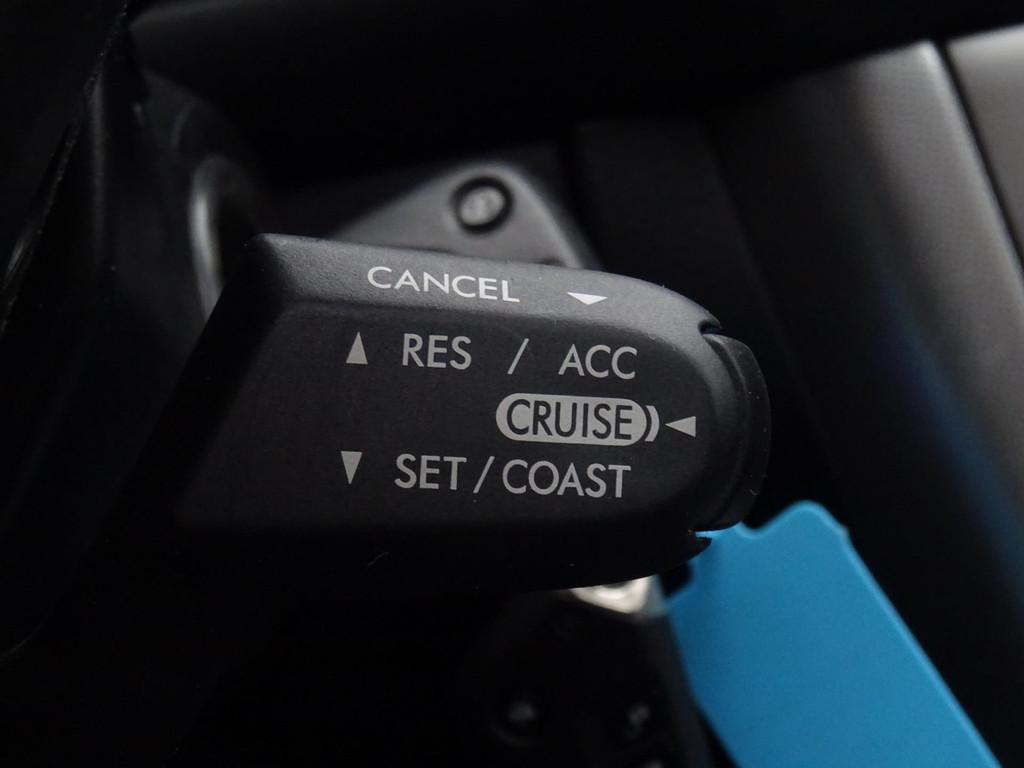 CANCEL
RES / ACC
CRUISE
SET / COAST